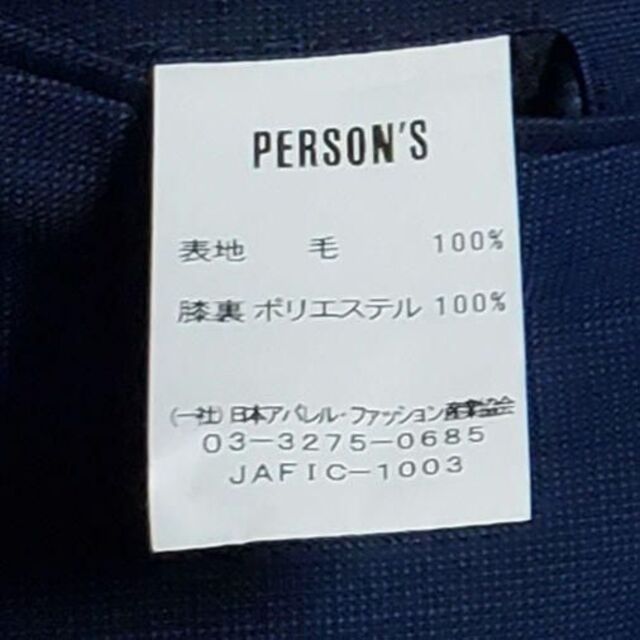 PERSON'S
表地 毛 100%
膝裏 ポリエステル 100%
(一社)日本アパレル・ファッション産業協会
03-3275-0685
JAFIC-1003